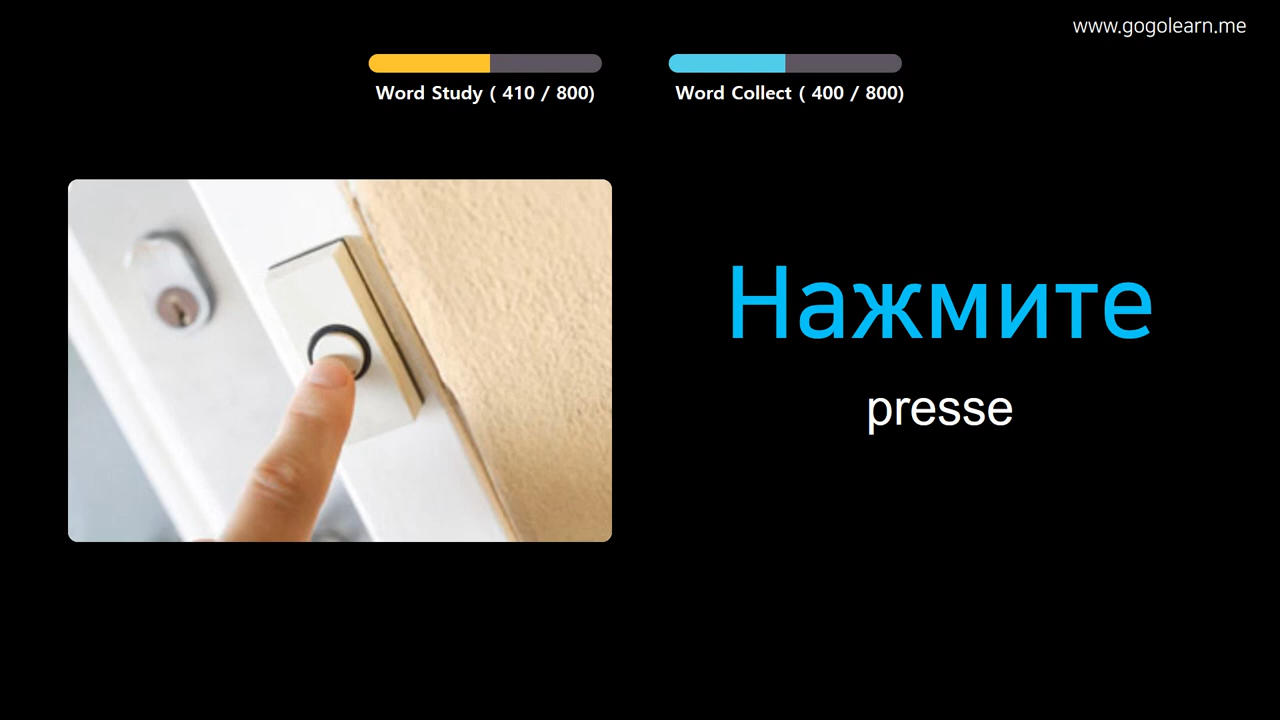 www.gogolearn.me
Word Study ( 410 / 800)
Word Collect ( 400 / 800)
Нажмите
presse